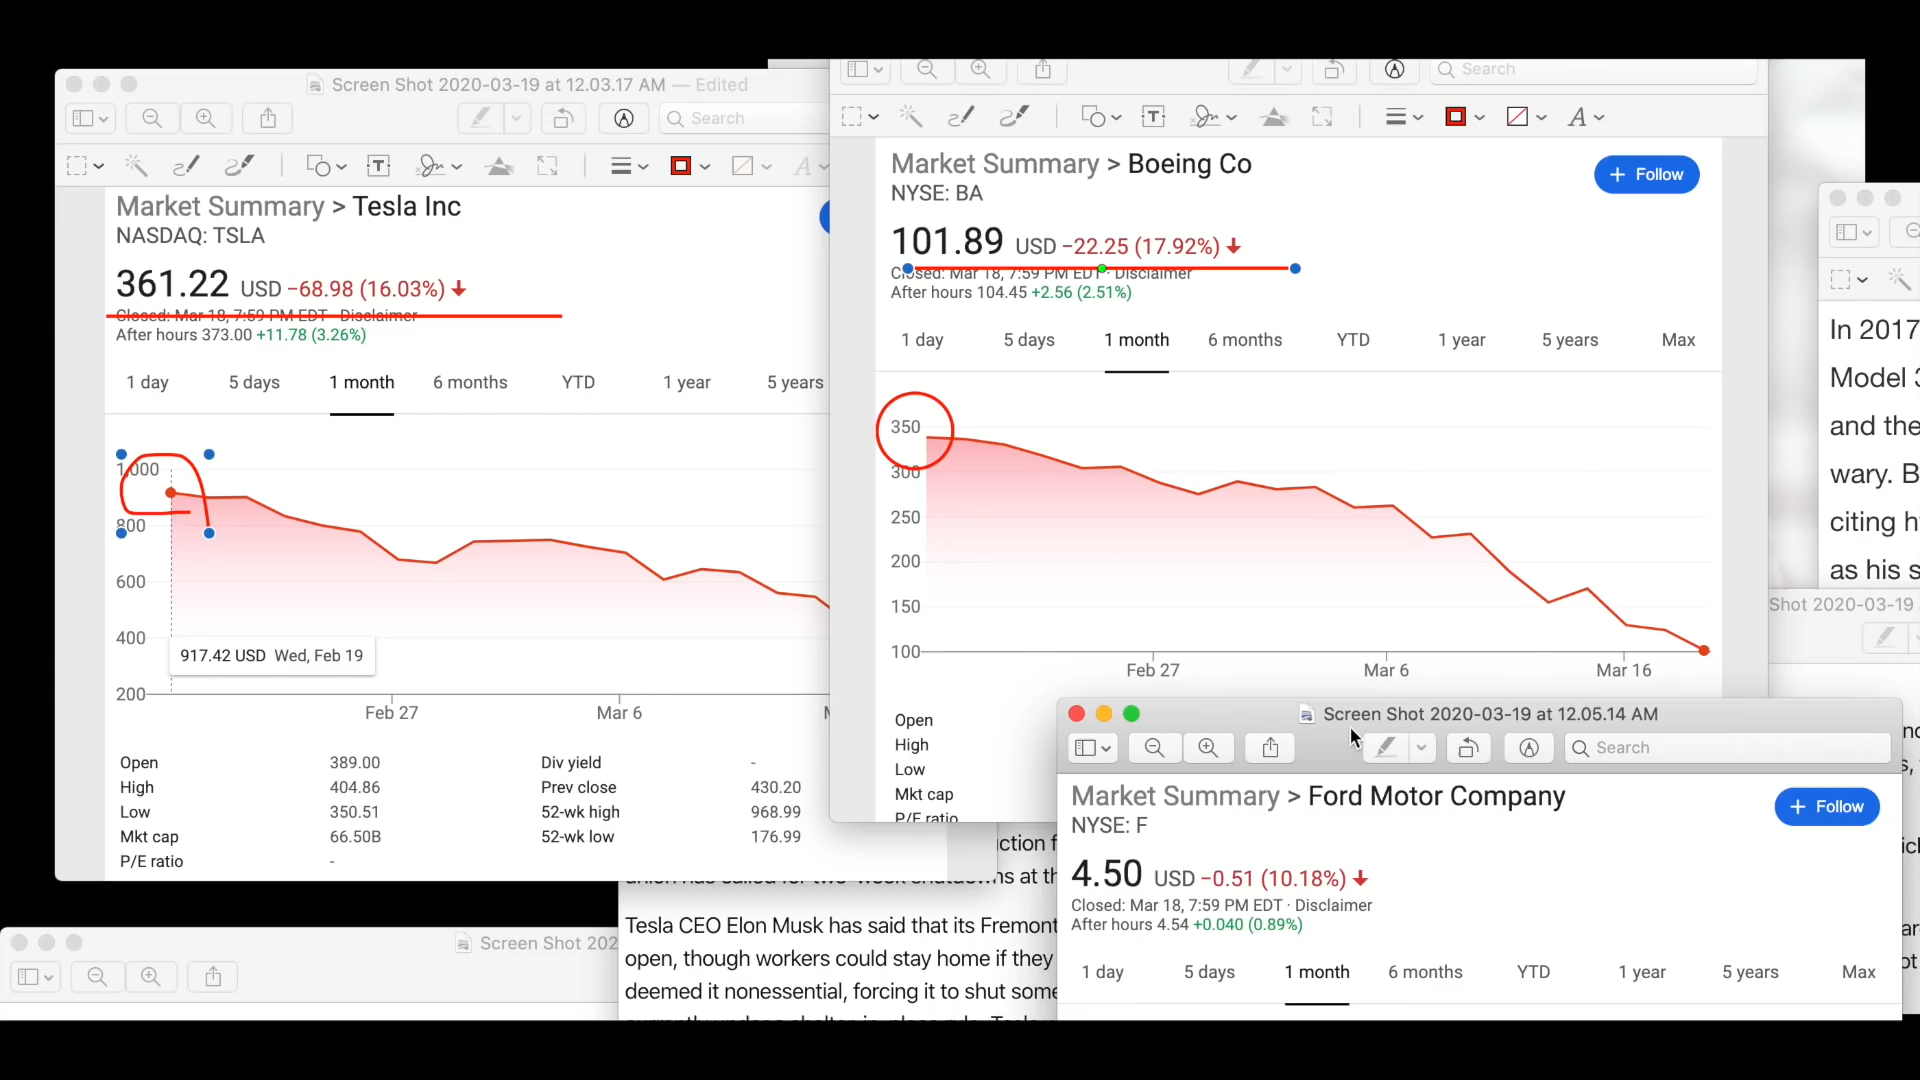 Screen Shot 2020-03-19 at 12.03.17 AM — Edited
Search
Market Summary > Tesla Inc
NASDAQ: TSLA
361.22 USD −68.98 (16.03%)
Closed: Mar 18, 7:59 PM EDT · Disclaimer
After hours 373.00 +11.78 (3.26%)
1 day 5 days 1 month 6 months YTD 1 year 5 years
1,000
800
600
400
200
917.42 USD Wed, Feb 19
Feb 27 Mar 6
Open 389.00 Div yield -
High 404.86 Prev close 430.20
Low 350.51 52-wk high 968.99
Mkt cap 66.50B 52-wk low 176.99
P/E ratio -
Search
Market Summary > Boeing Co
Follow
NYSE: BA
101.89 USD −22.25 (17.92%)
Closed: Mar 18, 7:59 PM EDT · Disclaimer
After hours 104.45 +2.56 (2.51%)
1 day 5 days 1 month 6 months YTD 1 year 5 years Max
350
300
250
200
150
100
Feb 27 Mar 6 Mar 16
Open
High
Low
Mkt cap
P/E ratio
Screen Shot 2020-03-19 at 12.05.14 AM
Search
Market Summary > Ford Motor Company
Follow
NYSE: F
4.50 USD −0.51 (10.18%)
Closed: Mar 18, 7:59 PM EDT · Disclaimer
After hours 4.54 +0.040 (0.89%)
1 day 5 days 1 month 6 months YTD 1 year 5 years Max
In 2017
Model
and the
wary.
citing
as his
Shot 2020-03-19
at
Tesla CEO Elon Musk has said that its Fremont
open, though workers could stay home if they
deemed it nonessential, forcing it to shut some
Screen Shot 202